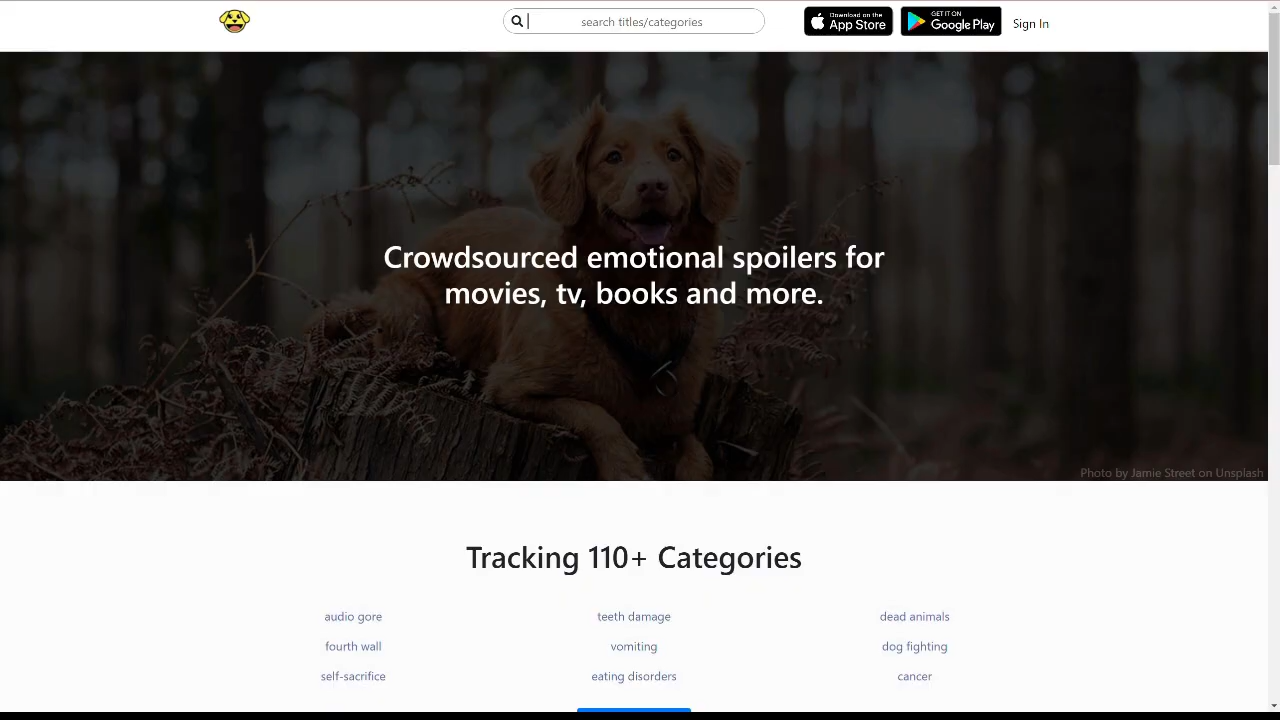 search titles/categories
Download on the
App Store
GET IT ON
Google Play
Sign In
Crowdsourced emotional spoilers for
movies, tv, books and more.
Photo by Jamie Street on Unsplash
Tracking 110+ Categories
audio gore
teeth damage
dead animals
fourth wall
vomiting
dog fighting
self-sacrifice
eating disorders
cancer